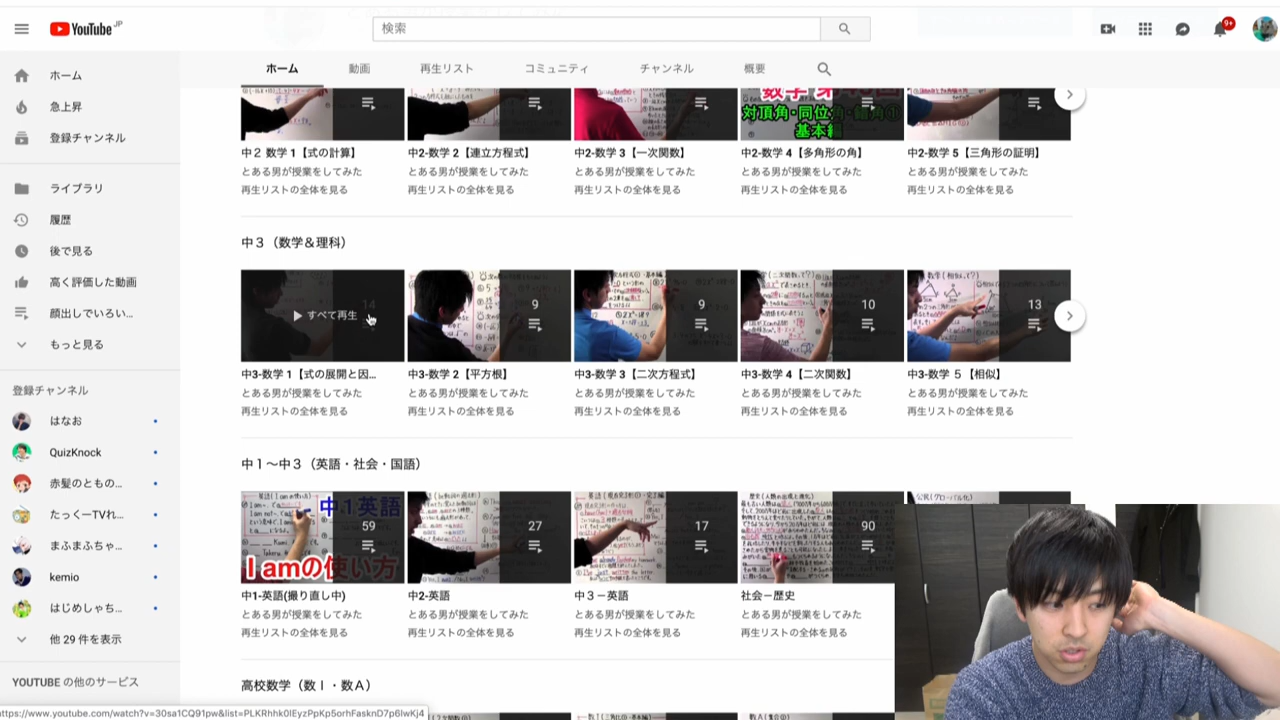 YouTube JP
検索
9+
ホーム
急上昇
登録チャンネル
ライブラリ
履歴
後で見る
高く評価した動画
顔出しでいろい...
もっと見る
登録チャンネル
はなお
QuizKnock
赤髪のともの...
たっくーTVれ...
まふまふちゃ...
kemio
はじめしゃち...
他 29 件を表示
YOUTUBE の他のサービス
ホーム 動画 再生リスト コミュニティ チャンネル 概要
対頂角・同位角・錯角①
基本編
中２ 数学 1【式の計算】 中2-数学 2【連立方程式】 中2-数学 3【一次関数】 中2-数学 4【多角形の角】 中2-数学 5【三角形の証明】
とある男が授業をしてみた とある男が授業をしてみた とある男が授業をしてみた とある男が授業をしてみた とある男が授業をしてみた
再生リストの全体を見る 再生リストの全体を見る 再生リストの全体を見る 再生リストの全体を見る 再生リストの全体を見る
中３（数学＆理科）
14 9 9 10 13
すべて再生
中3-数学 1【式の展開と因... 中3-数学 2【平方根】 中3-数学 3【二次方程式】 中3-数学 4【二次関数】 中3-数学 ５【相似】
とある男が授業をしてみた とある男が授業をしてみた とある男が授業をしてみた とある男が授業をしてみた とある男が授業をしてみた
再生リストの全体を見る 再生リストの全体を見る 再生リストの全体を見る 再生リストの全体を見る 再生リストの全体を見る
中１～中３（英語・社会・国語）
中1英語
59 27 17 90
I amの使い方
中1-英語(撮り直し中) 中2-英語 中３－英語 社会－歴史
とある男が授業をしてみた とある男が授業をしてみた とある男が授業をしてみた とある男が授業をしてみた
再生リストの全体を見る 再生リストの全体を見る 再生リストの全体を見る 再生リストの全体を見る
高校数学（数Ⅰ・数Ａ）